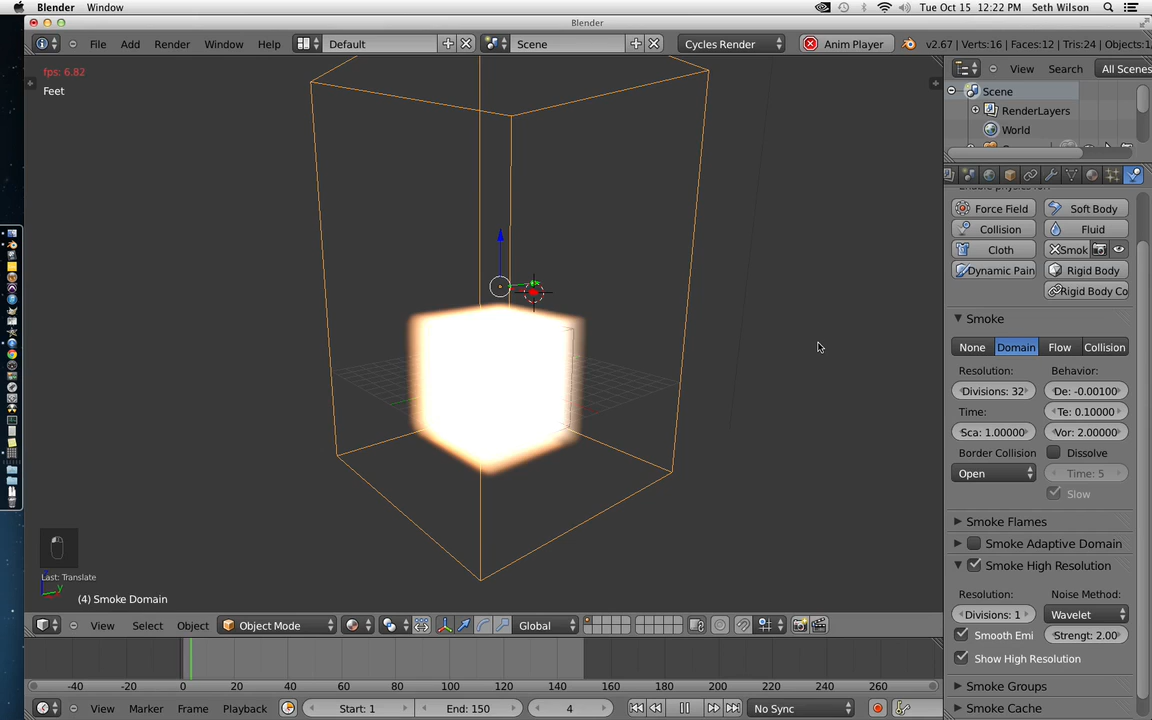 Blender Window Tue Oct 15 12:22 PM Seth Wilson
Blender
File Add Render Window Help Default Scene Cycles Render Anim Player v2.67 | Verts:16 | Faces:12 | Tris:24 | Objects:1
fps: 6.82
Feet
View Search All Scenes
Scene
RenderLayers
World
Force Field Soft Body
Collision Fluid
Cloth Smok
Dynamic Pain Rigid Body
Rigid Body Co
Smoke
None Domain Flow Collision
Resolution: Behavior:
Divisions: 32 De: -0.00100
Time: Te: 0.10000
Sca: 1.00000 Vor: 2.00000
Border Collision Dissolve
Open Time: 5
Slow
Smoke Flames
Smoke Adaptive Domain
Smoke High Resolution
Resolution: Noise Method:
Divisions: 1 Wavelet
Smooth Emi Strengt: 2.00
Show High Resolution
Smoke Groups
Smoke Cache
Last: Translate
y
(4) Smoke Domain
View Select Object Object Mode Global
-40 -20 0 20 40 60 80 100 120 140 160 180 200 220 240 260
View Marker Frame Playback Start: 1 End: 150 4 No Sync